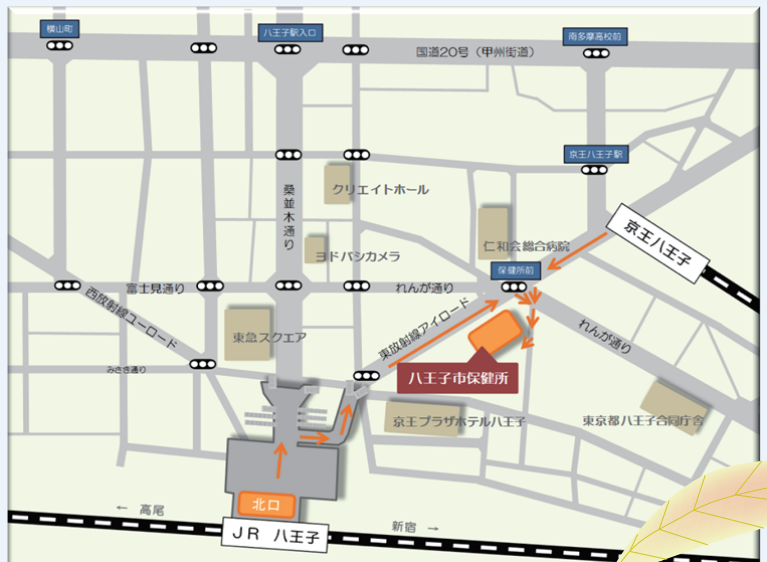 横山町
八王子駅入口
南多摩高校前
国道20号（甲州街道）
京王八王子駅
桑並木通り
クリエイトホール
京王八王子
仁和会総合病院
ヨドバシカメラ
保健所前
富士見通り
れんが通り
西放射線ユーロード
東急スクエア
東放射線アイロード
れんが通り
みさき通り
八王子市保健所
京王プラザホテル八王子
東京都八王子合同庁舎
北口
← 高尾
JR 八王子
新宿 →